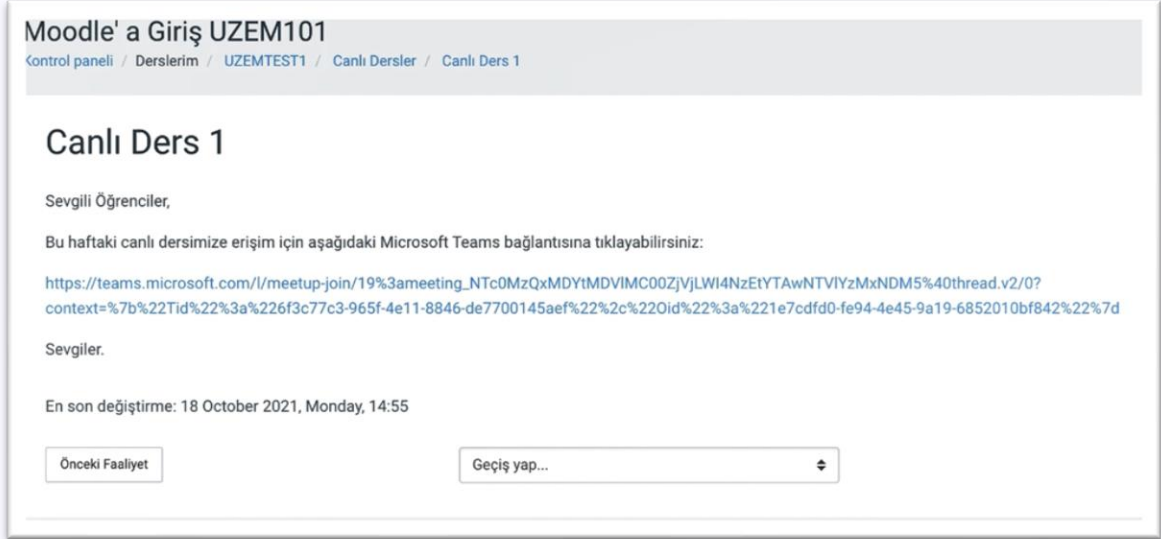 Moodle' a Giriş UZEM101
Kontrol paneli / Derslerim / UZEMTEST1 / Canlı Dersler / Canlı Ders 1
Canlı Ders 1
Sevgili Öğrenciler,
Bu haftaki canlı dersimize erişim için aşağıdaki Microsoft Teams bağlantısına tıklayabilirsiniz:
https://teams.microsoft.com/l/meetup-join/19%3ameeting_NTc0MzQxMDYtMDVlMC00ZjVjLWI4NzEtYTAwNTVlYzMxNDM5%40thread.v2/0?
context=%7b%22Tid%22%3a%226f3c77c3-965f-4e11-8846-de7700145aef%22%2c%22Oid%22%3a%221e7cdfd0-fe94-4e45-9a19-6852010bf842%22%7d
Sevgiler.
En son değiştirme: 18 October 2021, Monday, 14:55
Önceki Faaliyet
Geçiş yap...